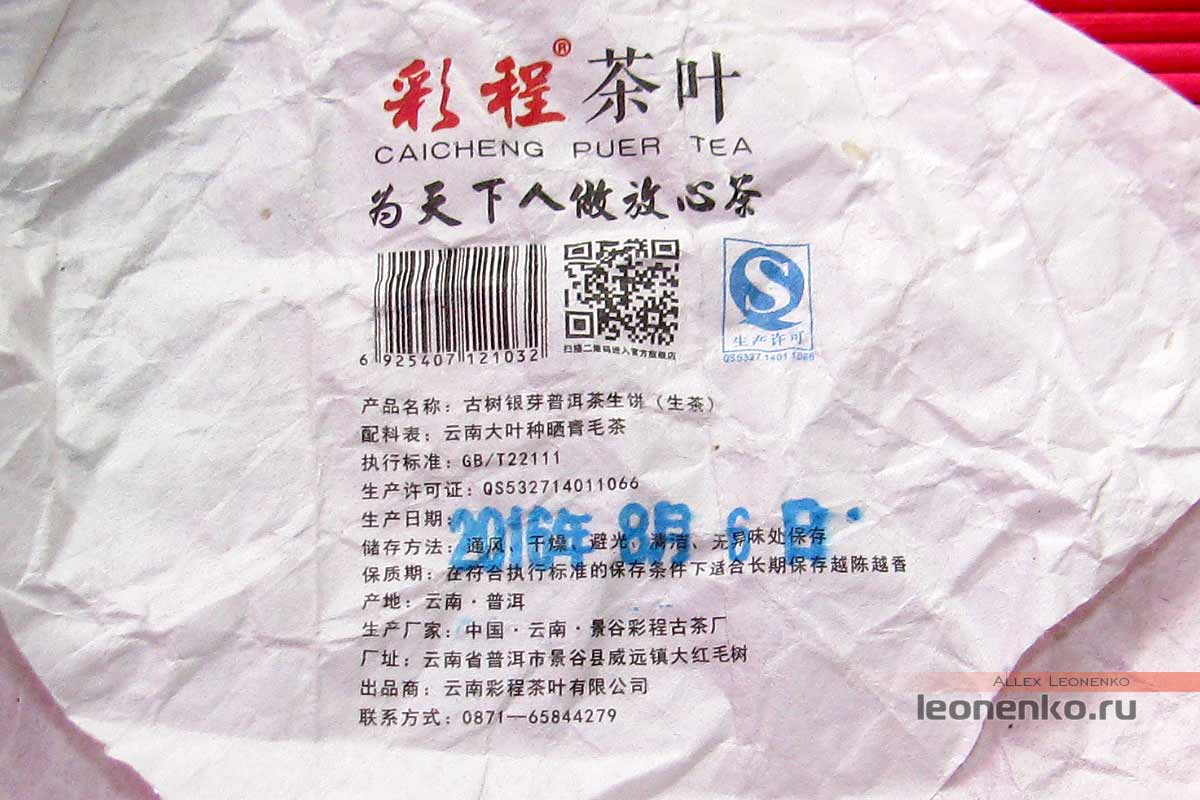 彩程® 茶叶
CAICHENG PUER TEA
为天下人做放心茶
6 925407 121032
扫描二维码进入官方旗舰店
生产许可
QS5327 1401 1066
产品名称：古树银芽普洱茶生饼（生茶）
配料表：云南大叶种晒青毛茶
执行标准：GB/T22111
生产许可证：QS532714011066
生产日期：
2016年 8月 6日
储存方法：通风、干燥、避光、清洁、无异味处保存
保质期：在符合执行标准的保存条件下适合长期保存越陈越香
产地：云南·普洱
生产厂家：中国·云南·景谷彩程古茶厂
厂址：云南省普洱市景谷县威远镇大红毛树
出品商：云南彩程茶叶有限公司
联系方式：0871—65844279
ALLEX LEONENKO
leonenko.ru